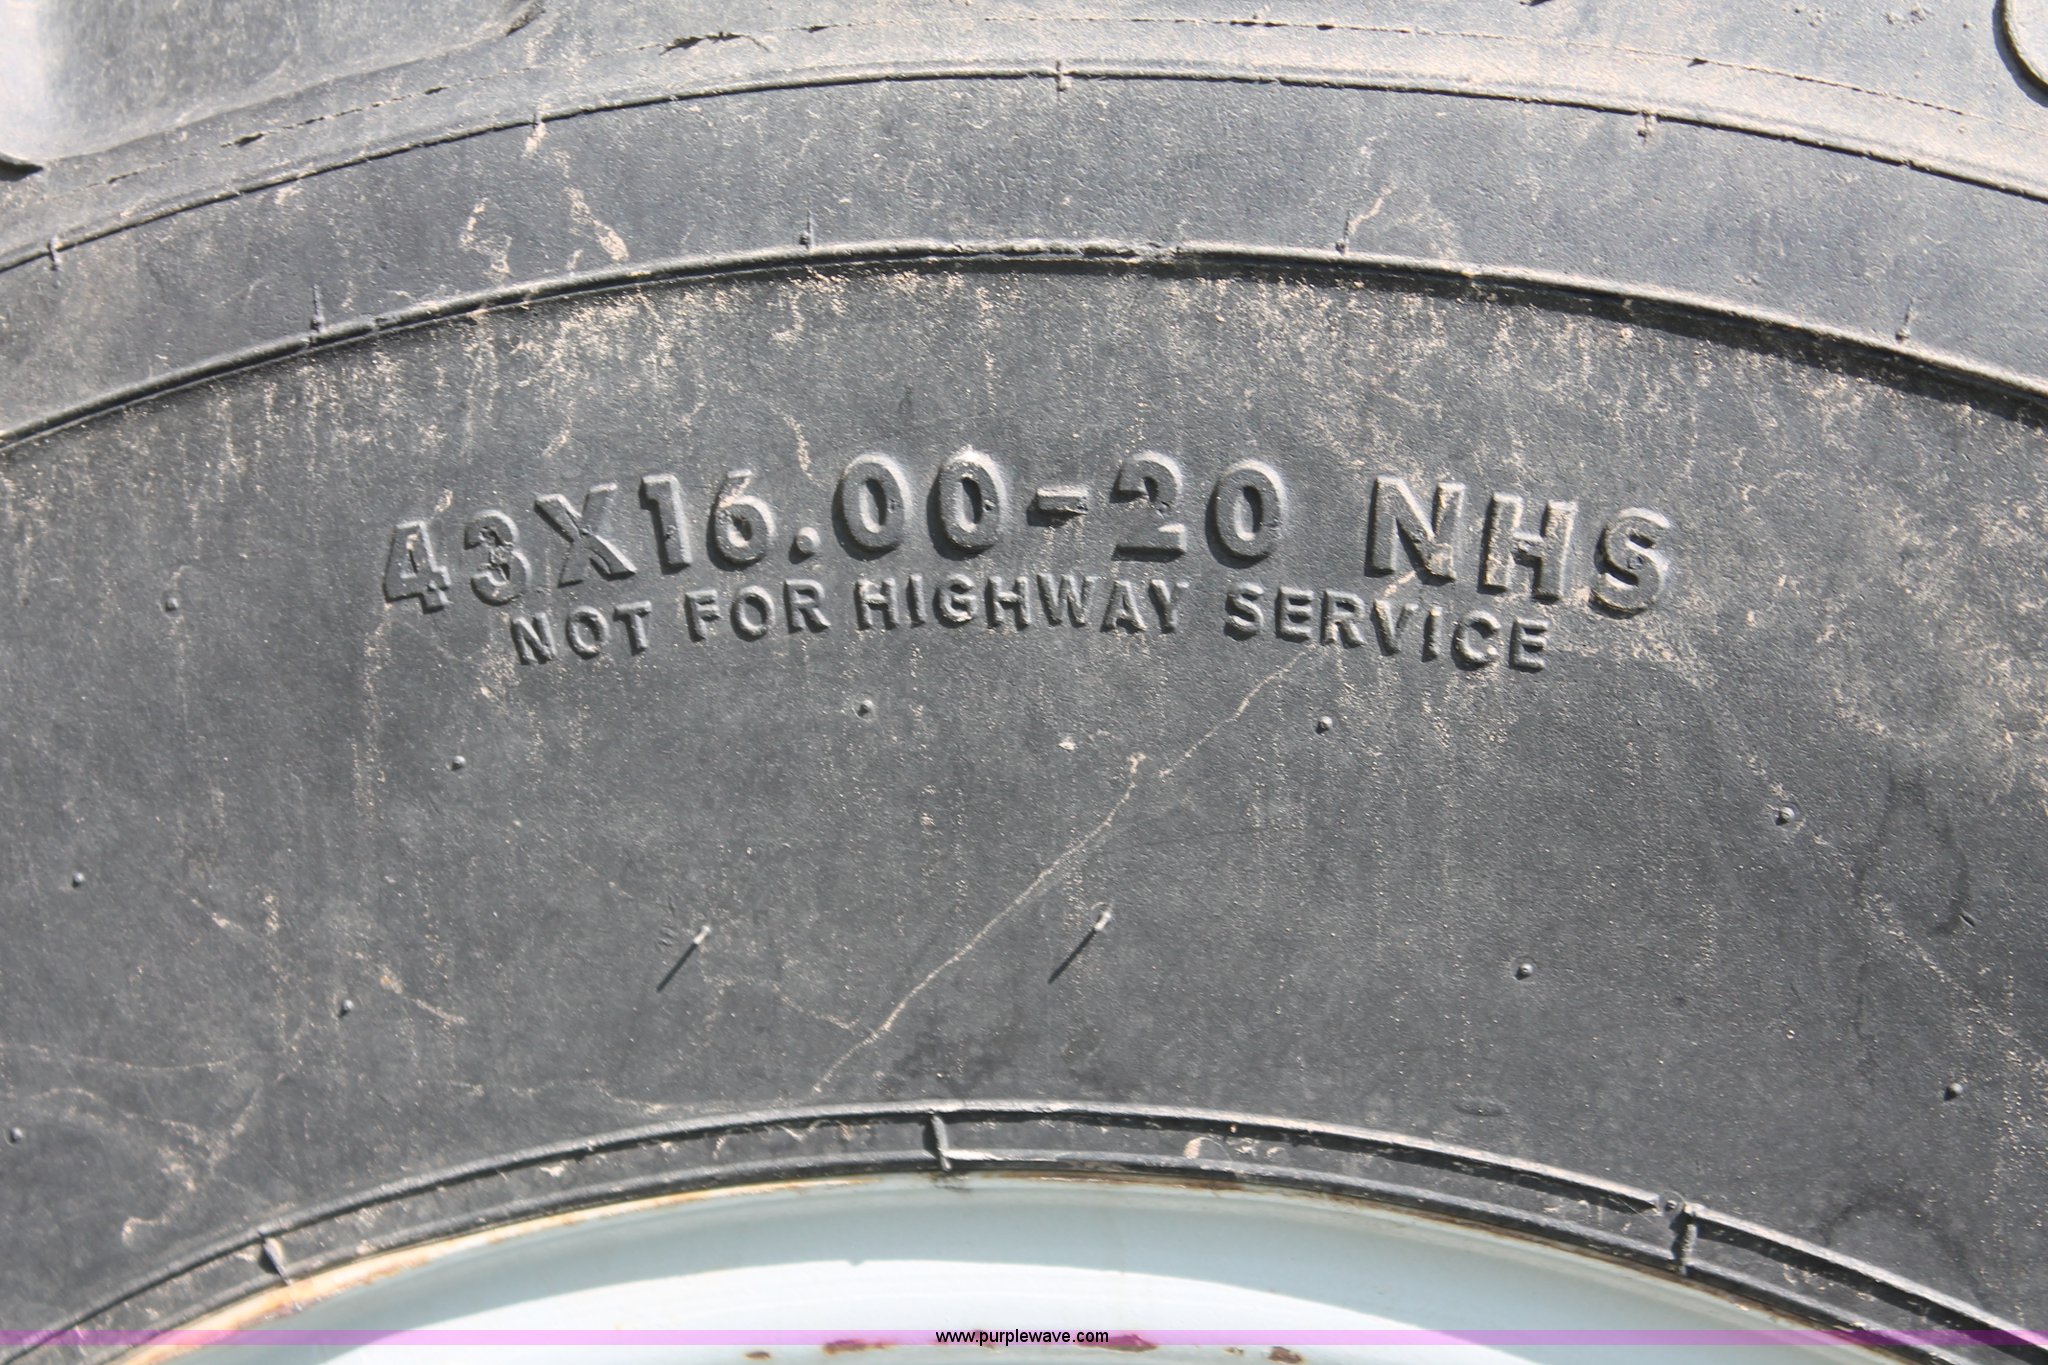 43X16.00-20 NHS
NOT FOR HIGHWAY SERVICE
www.purplewave.com